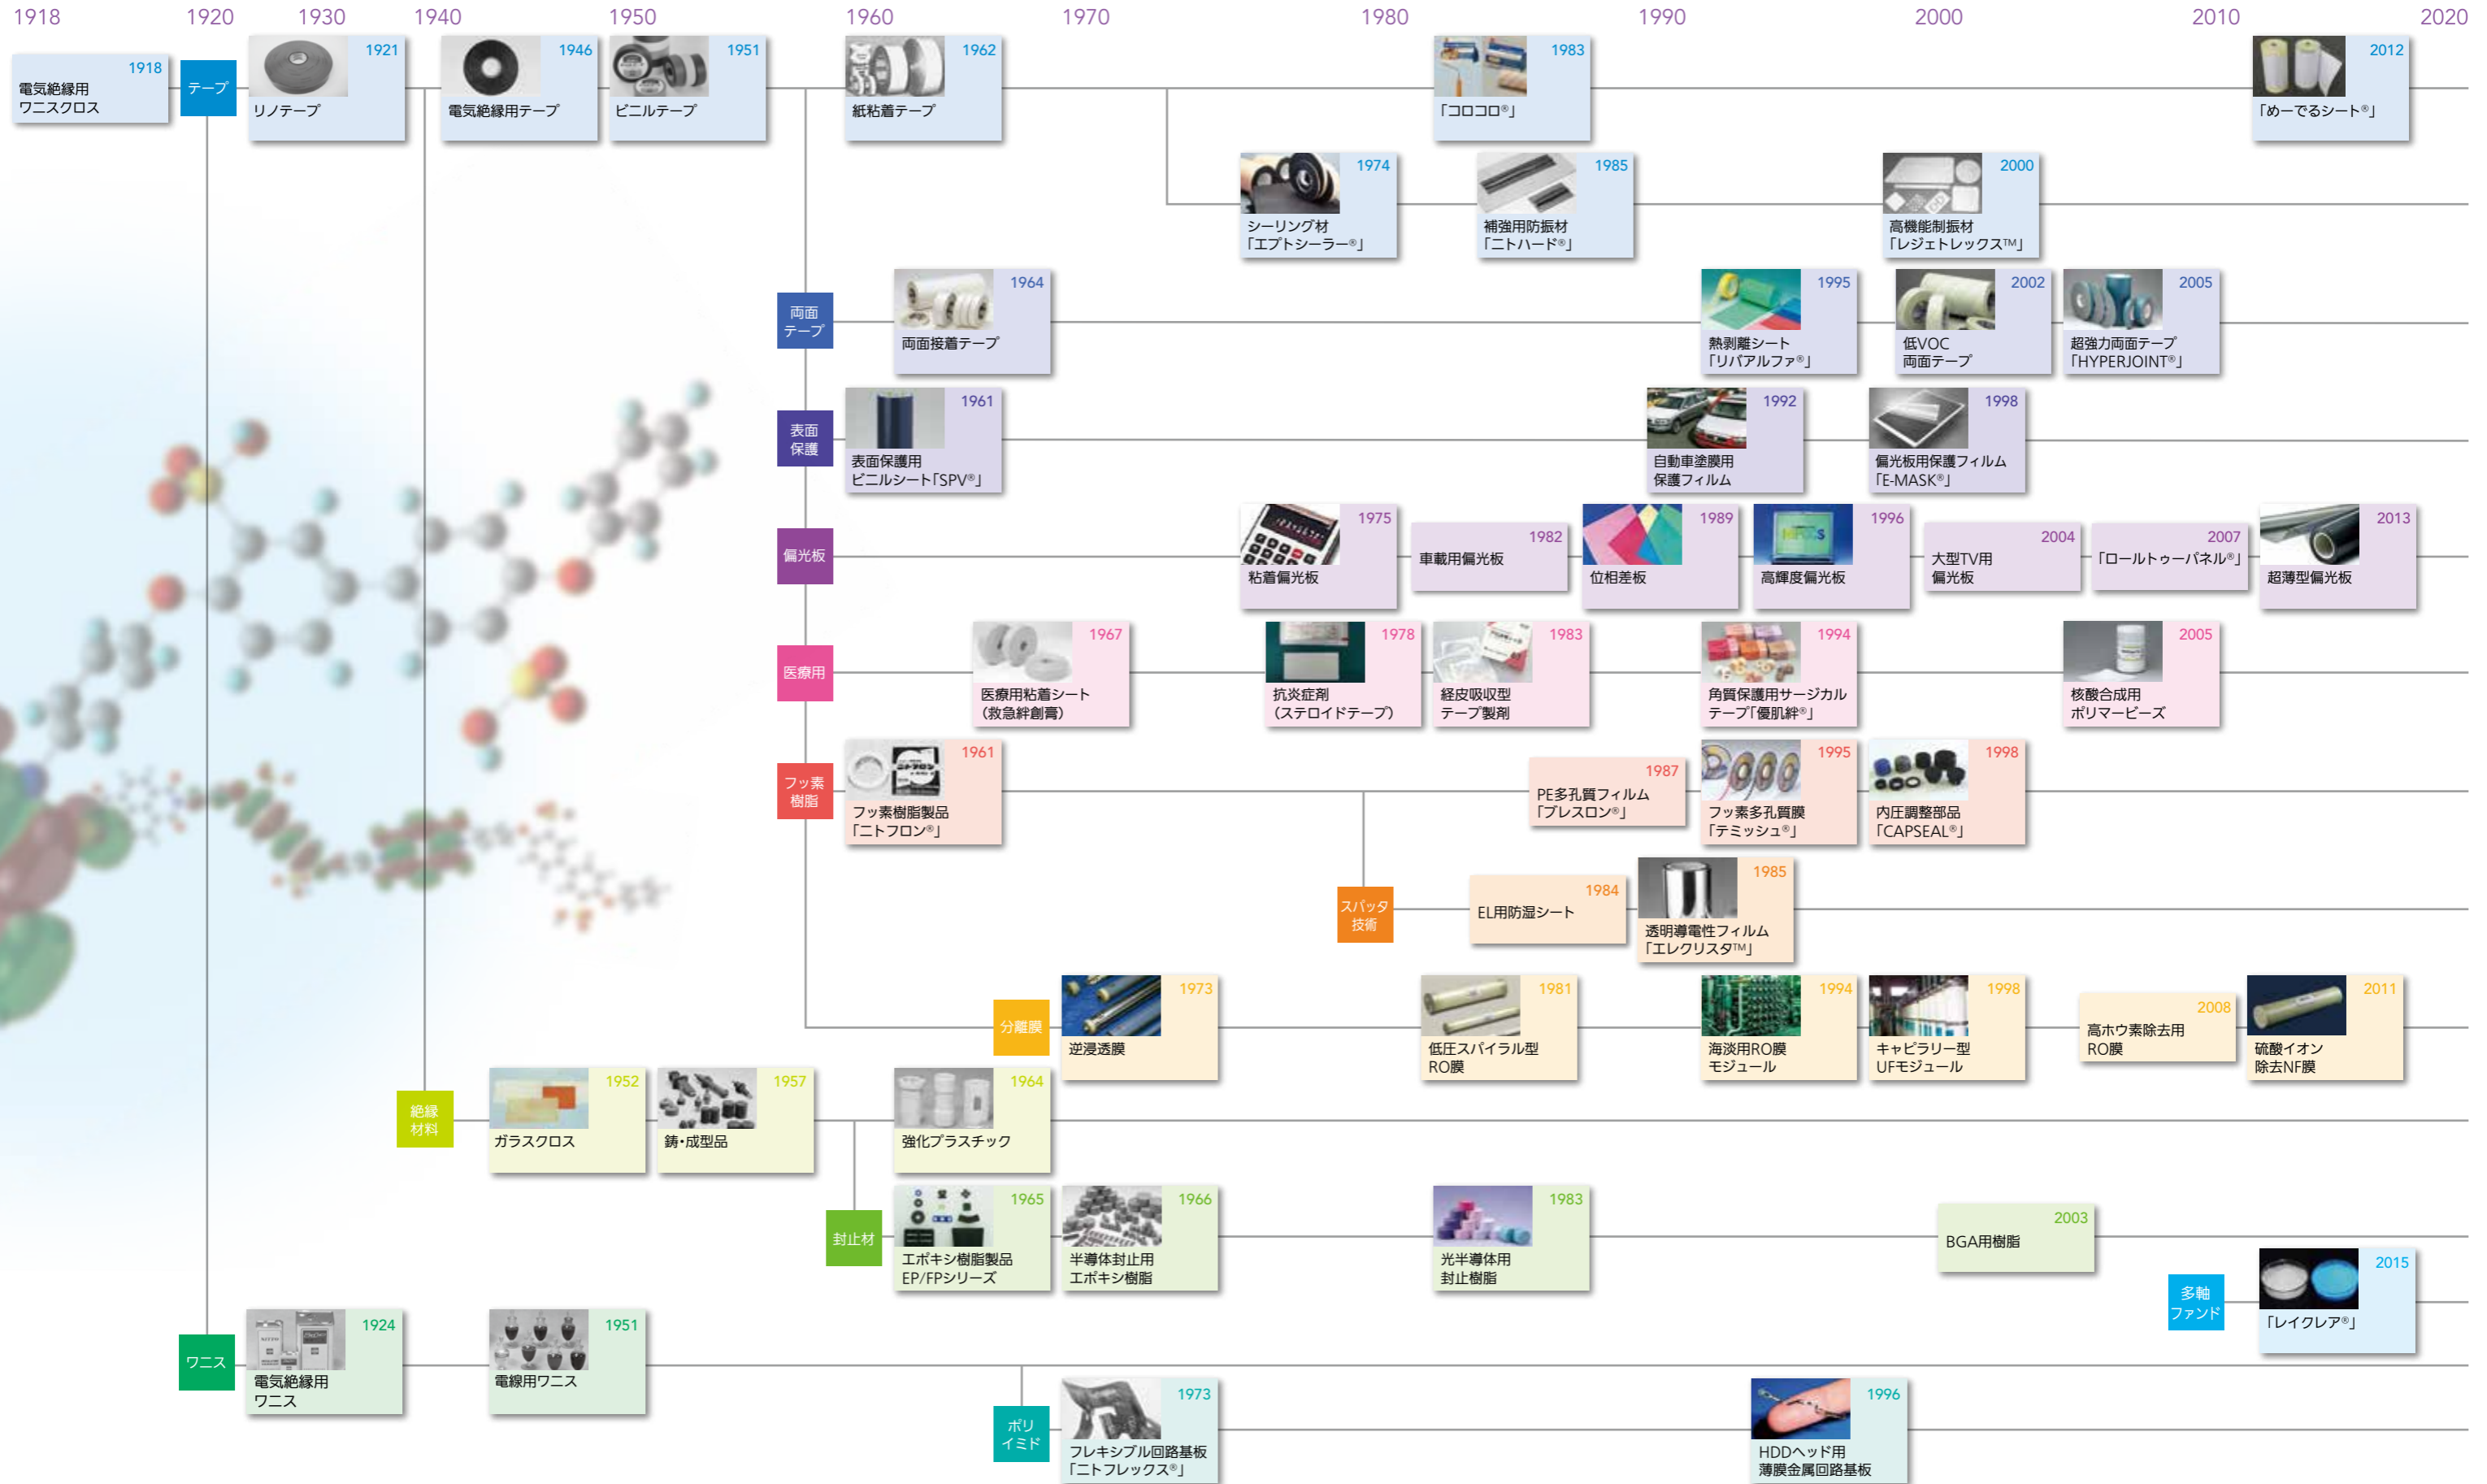 1918 1920 1930 1940 1950 1960 1970 1980 1990 2000 2010 2020
1918
電気絶縁用
ワニスクロス
テープ
1921
リノテープ
1946
電気絶縁用テープ
1951
ビニルテープ
1962
紙粘着テープ
1983
「コロコロ®」
2012
「めーでるシート®」
1974
シーリング材
「エプトシーラー®」
1985
補強用防振材
「ニトハード®」
2000
高機能制振材
「レジェトレックス™」
両面
テープ
1964
両面接着テープ
1995
熱剥離シート
「リバアルファ®」
2002
低VOC
両面テープ
2005
超強力両面テープ
「HYPERJOINT®」
表面
保護
1961
表面保護用
ビニルシート「SPV®」
1992
自動車塗膜用
保護フィルム
1998
偏光板用保護フィルム
「E-MASK®」
偏光板
1975
粘着偏光板
1982
車載用偏光板
1989
位相差板
1996
高輝度偏光板
2004
大型TV用
偏光板
2007
「ロールトゥーパネル®」
2013
超薄型偏光板
医療用
1967
医療用粘着シート
（救急絆創膏）
1978
抗炎症剤
（ステロイドテープ）
1983
経皮吸収型
テープ製剤
1994
角質保護用サージカル
テープ「優肌絆®」
2005
核酸合成用
ポリマービーズ
フッ素
樹脂
1961
フッ素樹脂製品
「ニトフロン®」
1987
PE多孔質フィルム
「ブレスロン®」
1995
フッ素多孔質膜
「テミッシュ®」
1998
内圧調整部品
「CAPSEAL®」
スパッタ
技術
1984
EL用防湿シート
1985
透明導電性フィルム
「エレクリスタ™」
分離膜
1973
逆浸透膜
1981
低圧スパイラル型
RO膜
1994
海淡用RO膜
モジュール
1998
キャピラリー型
UFモジュール
2008
高ホウ素除去用
RO膜
2011
硫酸イオン
除去NF膜
絶縁
材料
1952
ガラスクロス
1957
鋳・成型品
1964
強化プラスチック
封止材
1965
エポキシ樹脂製品
EP/FPシリーズ
1966
半導体封止用
エポキシ樹脂
1983
光半導体用
封止樹脂
2003
BGA用樹脂
多軸
ファンド
2015
「レイクレア®」
ワニス
1924
電気絶縁用
ワニス
1951
電線用ワニス
ポリ
イミド
1973
フレキシブル回路基板
「ニトフレックス®」
1996
HDDヘッド用
薄膜金属回路基板